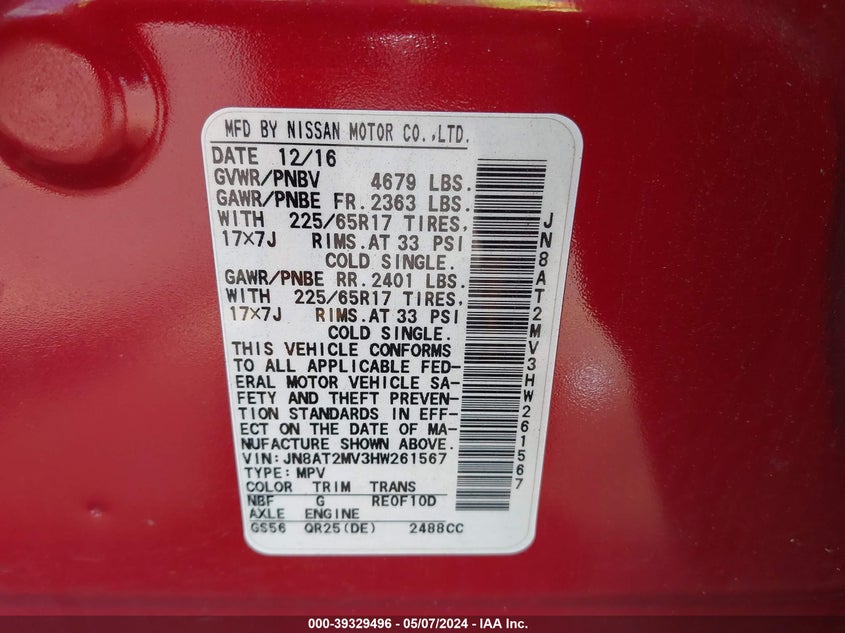 MFD BY NISSAN MOTOR CO.,LTD.
DATE 12/16
GVWR/PNBV 4679 LBS.
GAWR/PNBE FR. 2363 LBS.
WITH 225/65R17 TIRES,
17×7J RIMS. AT 33 PSI
COLD SINGLE.
GAWR/PNBE RR. 2401 LBS.
WITH 225/65R17 TIRES,
17×7J RIMS. AT 33 PSI
COLD SINGLE.
THIS VEHICLE CONFORMS
TO ALL APPLICABLE FED-
ERAL MOTOR VEHICLE SA-
FETY AND THEFT PREVEN-
TION STANDARDS IN EFF-
ECT ON THE DATE OF MA-
NUFACTURE SHOWN ABOVE.
VIN: JN8AT2MV3HW261567
TYPE: MPV
COLOR TRIM TRANS
NBF G RE0F10D
AXLE ENGINE
GS56 QR25(DE) 2488CC
JN8AT2MV3HW261567
000-39329496 - 05/07/2024 - IAA Inc.